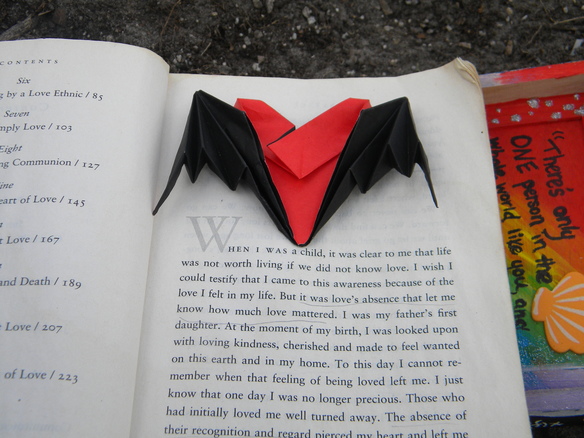 CONTENTS
Six
g by a Love Ethnic / 85
Seven
mply Love / 103
Eight
ng Communion / 127
ine
eart of Love / 145
et Love / 167
and Death / 189
Love / 207
of Love / 223
WHEN I WAS a child, it was clear to me that life
was not worth living if we did not know love. I wish I
could testify that I came to this awareness because of the
love I felt in my life. But it was love's absence that let me
know how much love mattered. I was my father's first
daughter. At the moment of my birth, I was looked upon
with loving kindness, cherished and made to feel wanted
on this earth and in my home. To this day I cannot re-
member when that feeling of being loved left me. I just
know that one day I was no longer precious. Those who
had initially loved me well turned away. The absence of
their recognition and regard pierced my heart and left me
"There's only
ONE person in the
whole world like you, and